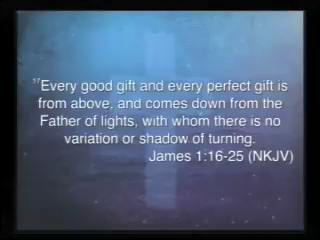 17Every good gift and every perfect gift is
from above, and comes down from the
Father of lights, with whom there is no
variation or shadow of turning.
James 1:16-25 (NKJV)